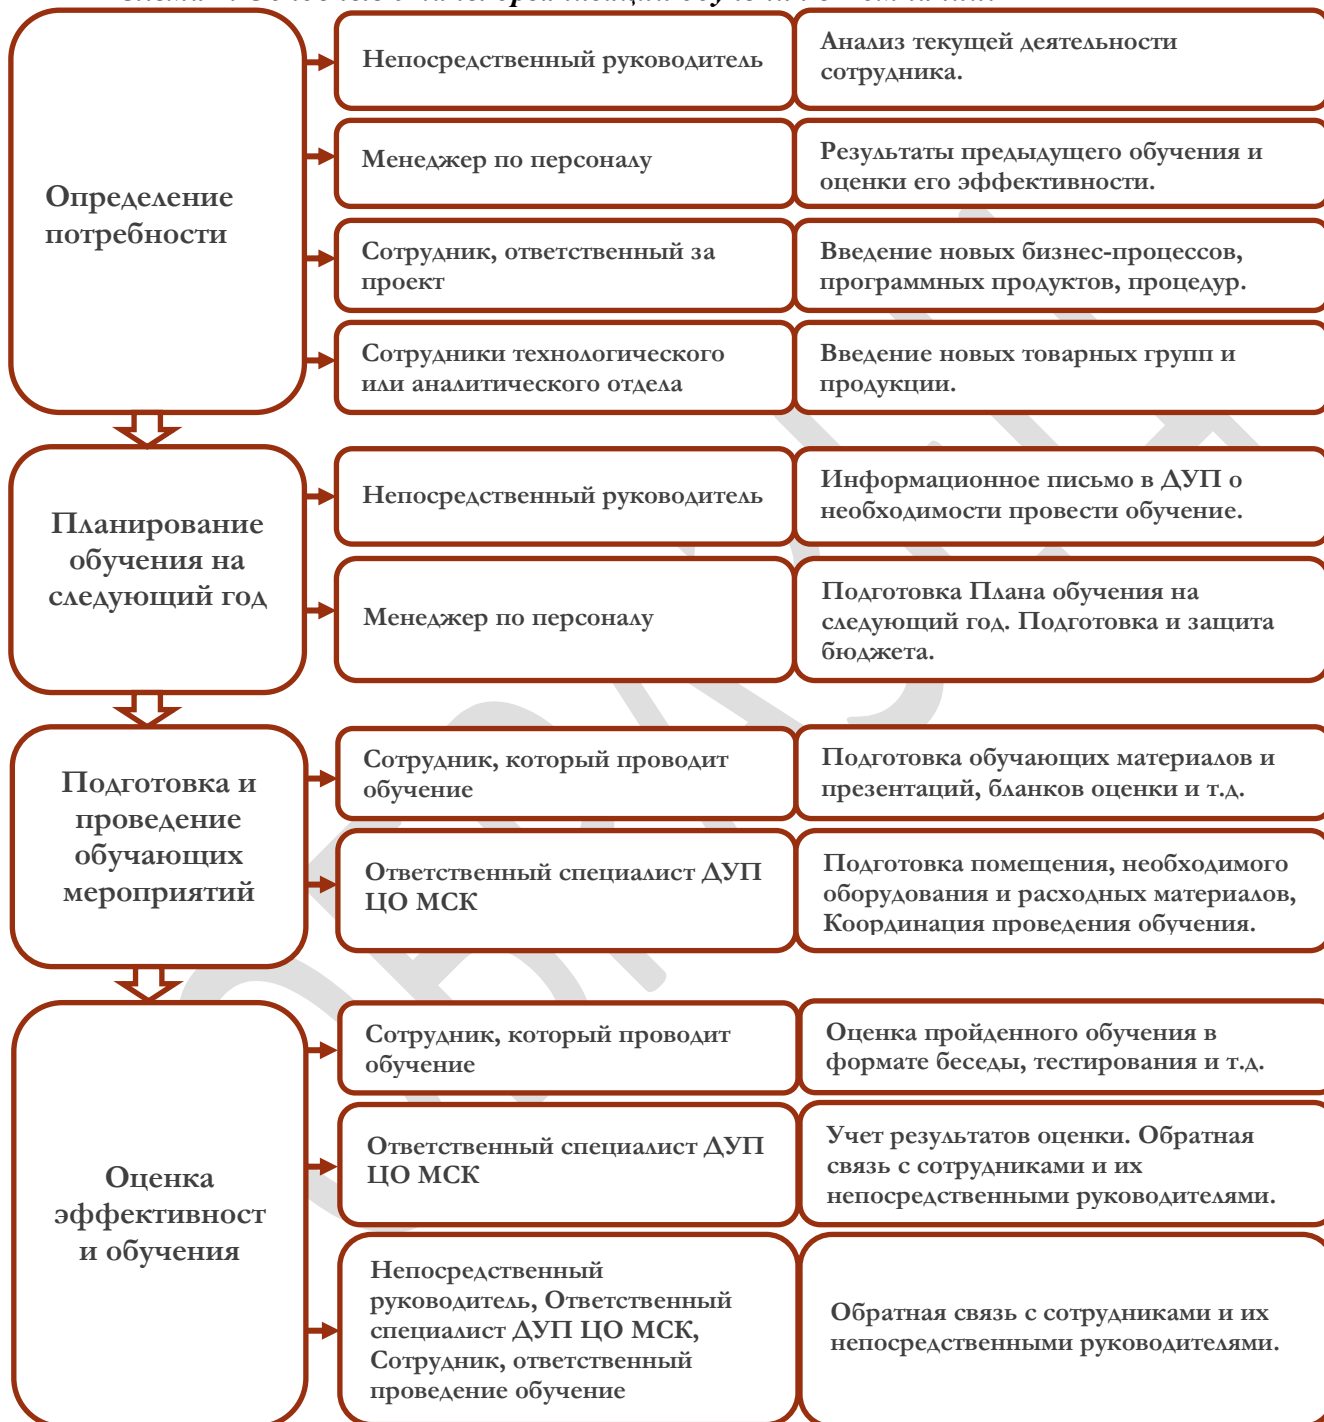 Непосредственный руководитель
Анализ текущей деятельности
сотрудника.
Менеджер по персоналу
Результаты предыдущего обучения и
оценки его эффективности.
Определение
потребности
Сотрудник, ответственный за
проект
Введение новых бизнес-процессов,
программных продуктов, процедур.
Сотрудники технологического
или аналитического отдела
Введение новых товарных групп и
продукции.
Планирование
обучения на
следующий год
Непосредственный руководитель
Информационное письмо в ДУП о
необходимости провести обучение.
Менеджер по персоналу
Подготовка Плана обучения на
следующий год. Подготовка и защита
бюджета.
Подготовка и
проведение
обучающих
мероприятий
Сотрудник, который проводит
обучение
Подготовка обучающих материалов и
презентаций, бланков оценки и т.д.
Ответственный специалист ДУП
ЦО МСК
Подготовка помещения, необходимого
оборудования и расходных материалов,
Координация проведения обучения.
Оценка
эффективност
и обучения
Сотрудник, который проводит
обучение
Оценка пройденного обучения в
формате беседы, тестирования и т.д.
Ответственный специалист ДУП
ЦО МСК
Учет результатов оценки. Обратная
связь с сотрудниками и их
непосредственными руководителями.
Непосредственный
руководитель, Ответственный
специалист ДУП ЦО МСК,
Сотрудник, ответственный
проведение обучение
Обратная связь с сотрудниками и их
непосредственными руководителями.